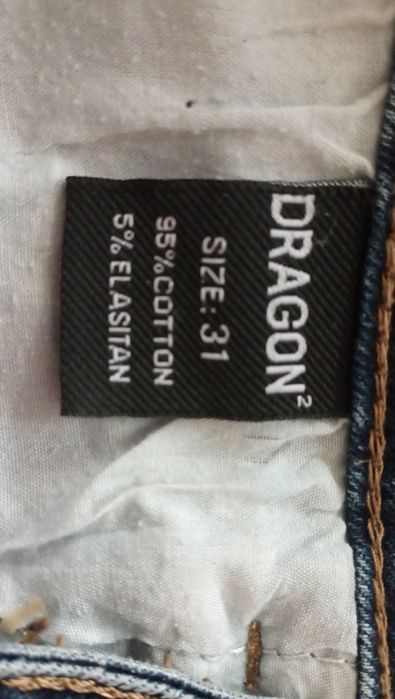 DRAGON²
SIZE: 31
95%COTTON
5% ELASITAN